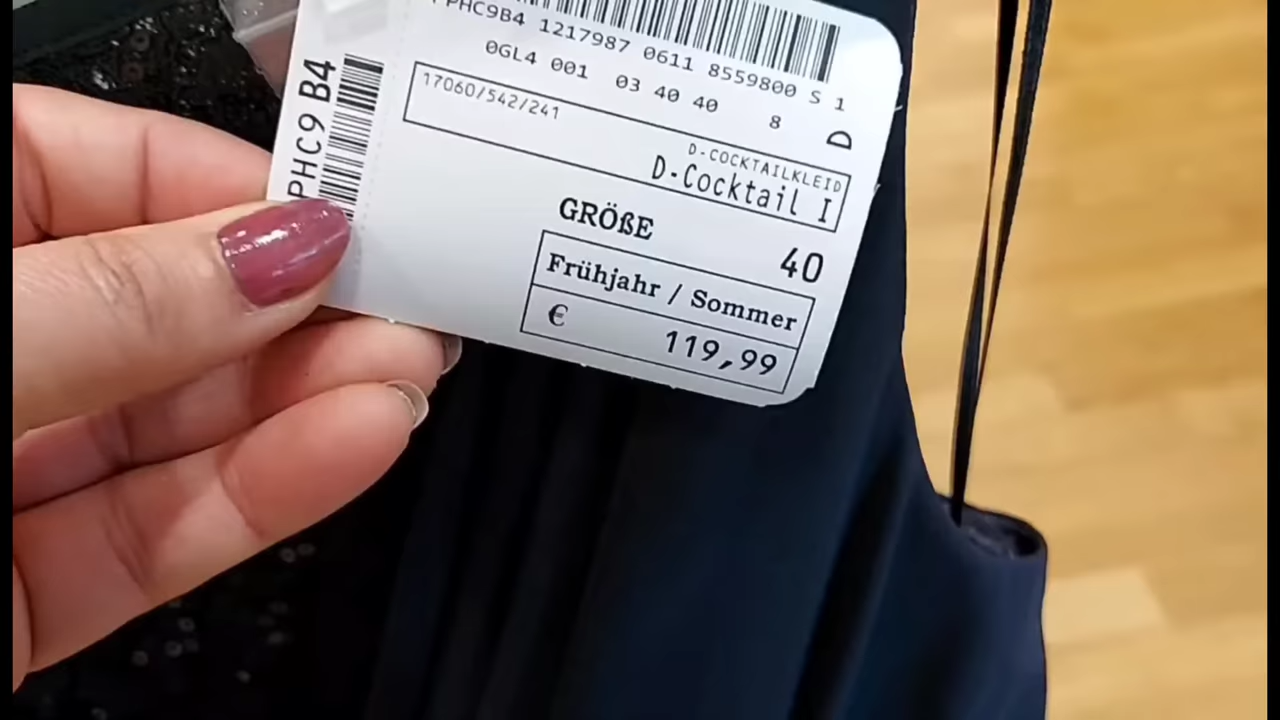 PHC9B4 1217987 0611 8559800 S 1
0GL4 001 03 40 40 8 D
17060/542/241
D-COCKTAILKLEID
D-Cocktail I
GRÖßE
40
Frühjahr / Sommer
€ 119,99
PHC9 B4